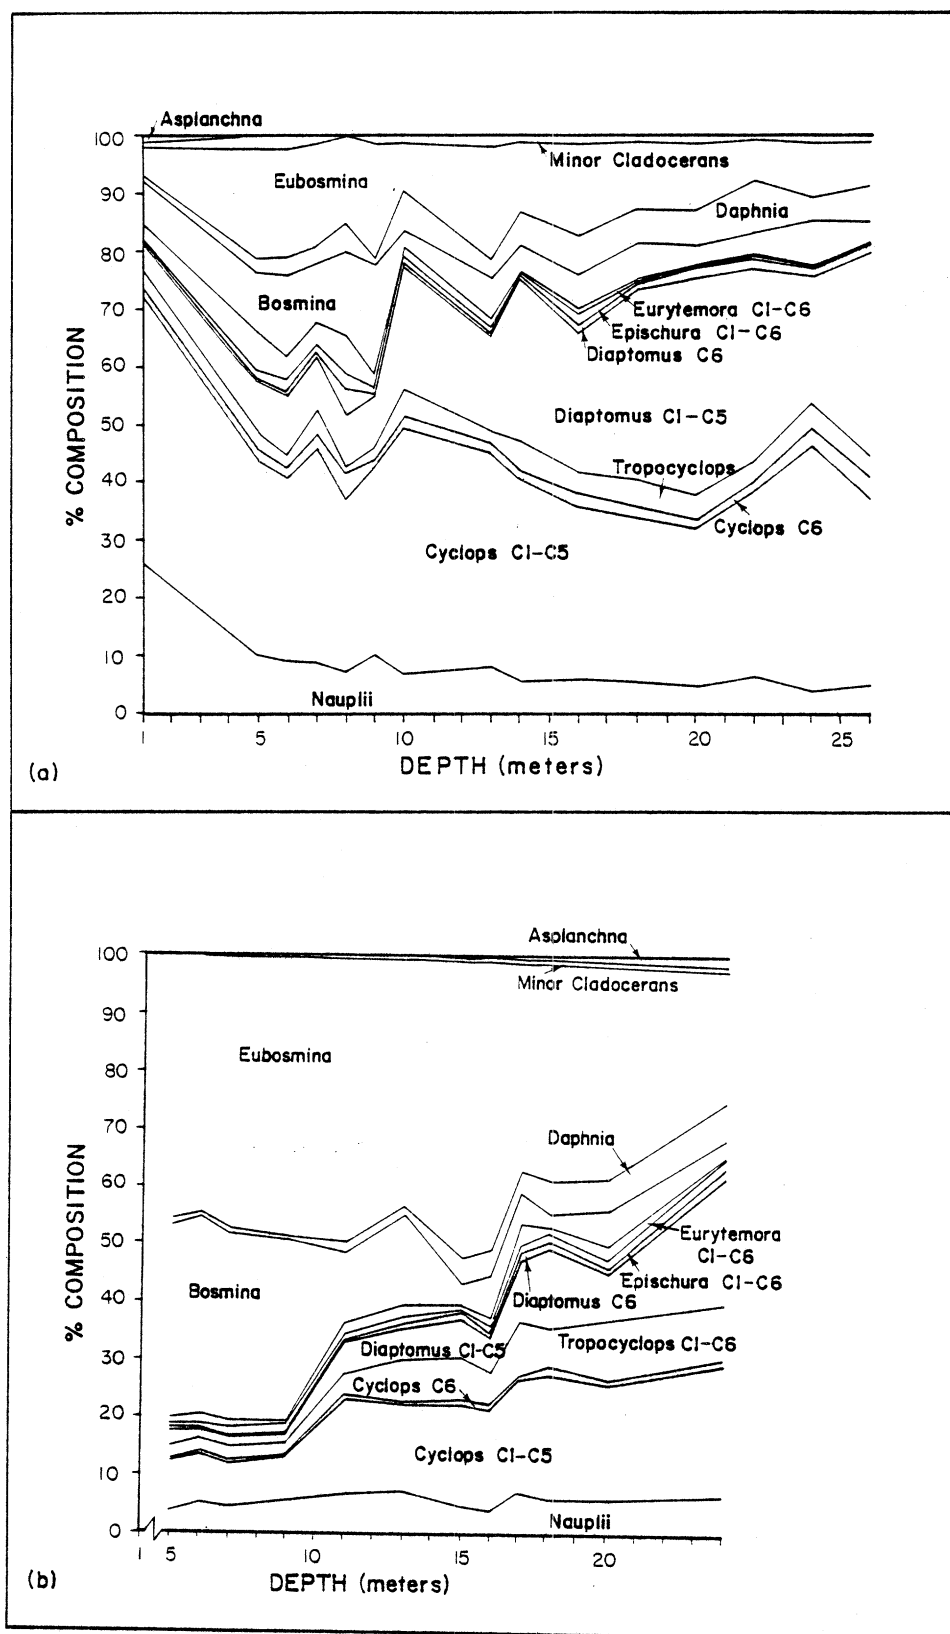 Asplanchna
100
Minor Cladocerans
Eubosmina
90
Daphnia
80
Bosmina
Eurytemora C1-C6
70
Epischura C1-C6
Diaptomus C6
60
% COMPOSITION
50
Diaptomus C1-C5
Tropocyclops
40
Cyclops C6
Cyclops C1-C5
30
20
10
Nauplii
0
1 5 10 15 20 25
DEPTH (meters)
(a)
Asplanchna
100
Minor Cladocerans
90
Eubosmina
80
70
Daphnia
60
% COMPOSITION
50
Eurytemora
C1-C6
Epischura C1-C6
Bosmina
Diaptomus C6
40
Diaptomus C1-C5
Tropocyclops C1-C6
30
Cyclops C6
20
Cyclops C1-C5
10
Nauplii
0
1 5 10 15 20
DEPTH (meters)
(b)